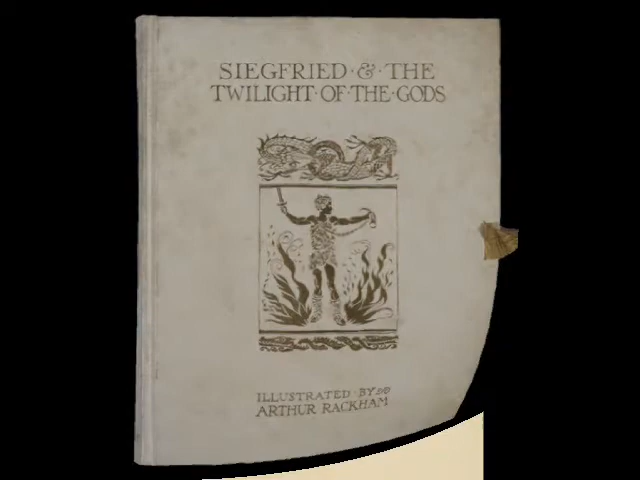 SIEGFRIED · & · THE
TWILIGHT · OF · THE · GODS
ILLUSTRATED · BY
ARTHUR RACKHAM